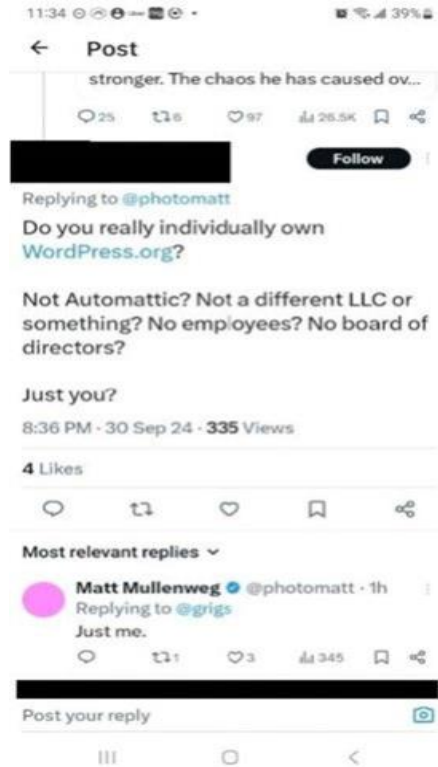 11:34
39%
Post
stronger. The chaos he has caused ov...
25 6 97 26.5K
Follow
Replying to @photomatt
Do you really individually own
WordPress.org?
Not Automattic? Not a different LLC or
something? No employees? No board of
directors?
Just you?
8:36 PM · 30 Sep 24 · 335 Views
4 Likes
Most relevant replies
Matt Mullenweg @photomatt · 1h
Replying to @grigs
Just me.
1 3 345
Post your reply